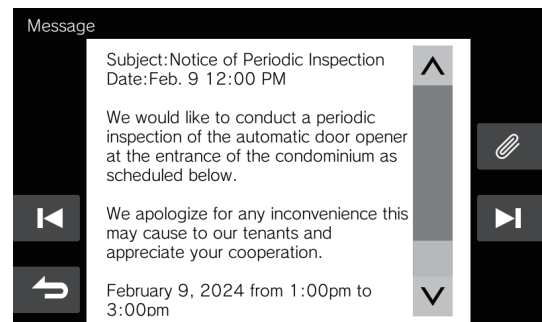 Message
Subject:Notice of Periodic Inspection
Date:Feb. 9 12:00 PM
We would like to conduct a periodic
inspection of the automatic door opener
at the entrance of the condominium as
scheduled below.
We apologize for any inconvenience this
may cause to our tenants and
appreciate your cooperation.
February 9, 2024 from 1:00pm to
3:00pm